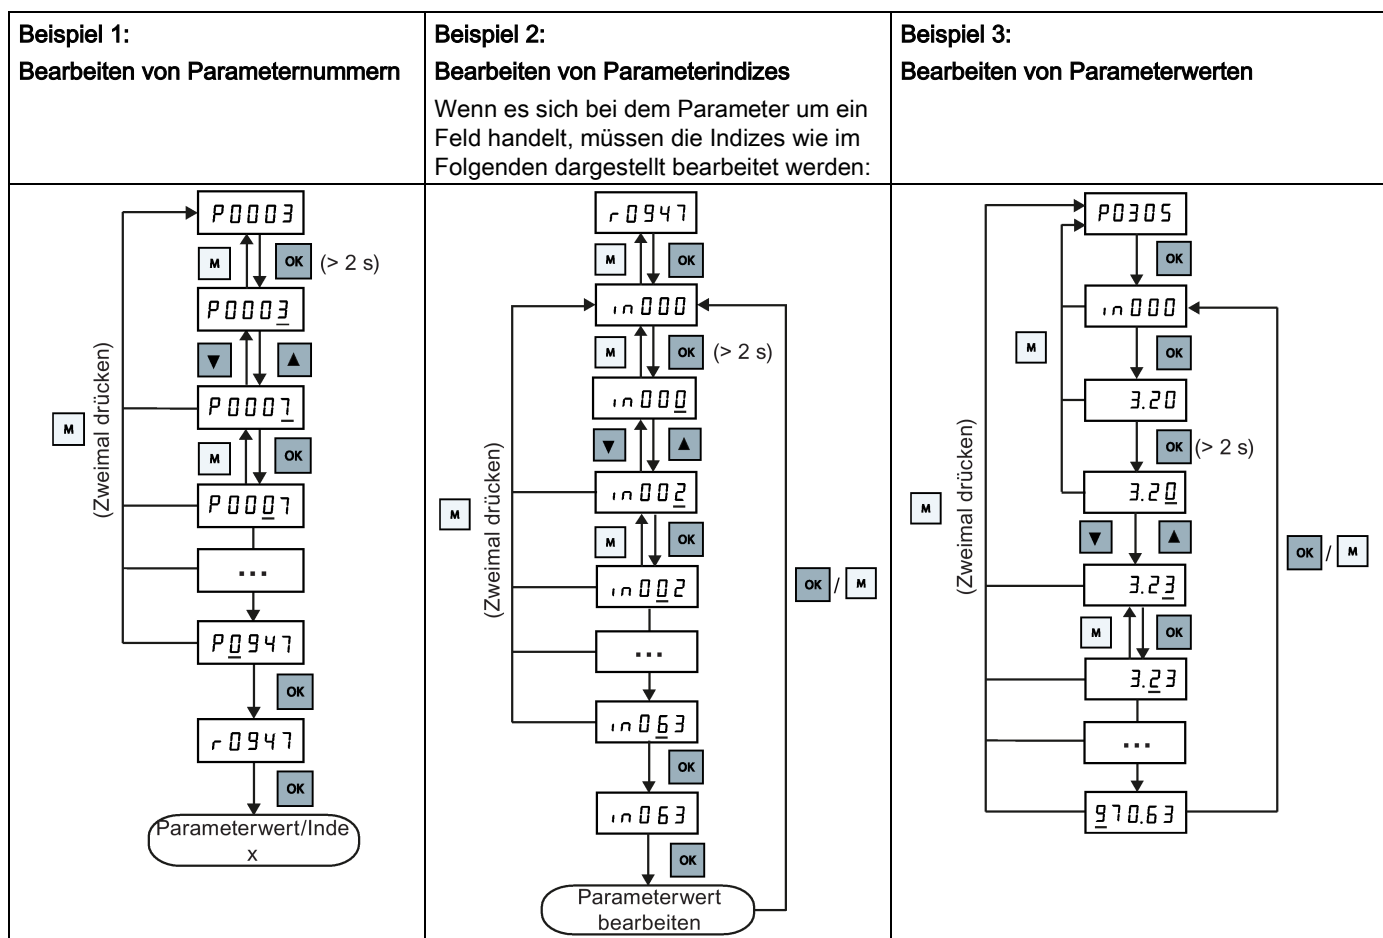 Beispiel 1:
Bearbeiten von Parameternummern
Beispiel 2:
Bearbeiten von Parameterindizes
Wenn es sich bei dem Parameter um ein
Feld handelt, müssen die Indizes wie im
Folgenden dargestellt bearbeitet werden:
Beispiel 3:
Bearbeiten von Parameterwerten
P0003
M
OK (> 2 s)
P0003
▼
▲
P0007
M
(Zweimal drücken)
M
OK
P0007
...
P0947
OK
r0947
OK
Parameterwert/Inde
x
r0947
M
OK
in000
M
OK (> 2 s)
in000
▼
▲
in002
M
(Zweimal drücken)
M
OK
in002
...
in063
OK
in063
OK
Parameterwert
bearbeiten
OK / M
P0305
OK
in000
M
OK
3.20
OK (> 2 s)
3.20
M
(Zweimal drücken)
▼
▲
3.23
M
OK
3.23
...
970.63
OK / M